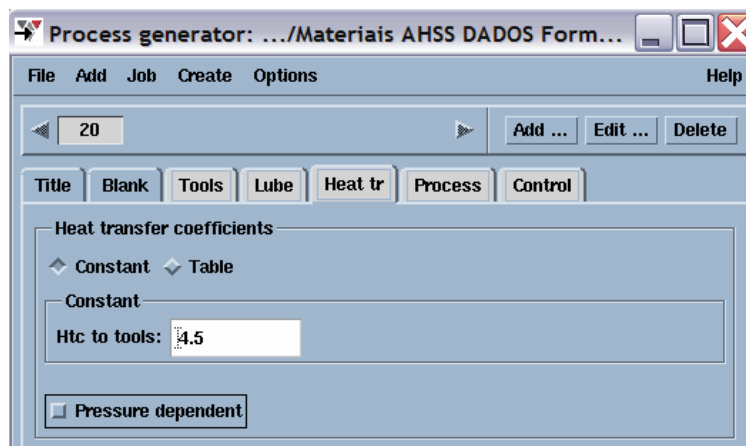 Process generator: .../Materiais AHSS DADOS Form...
File Add Job Create Options Help
20 Add ... Edit ... Delete
Title Blank Tools Lube Heat tr Process Control
Heat transfer coefficients
Constant Table
Constant
Htc to tools: 4.5
Pressure dependent